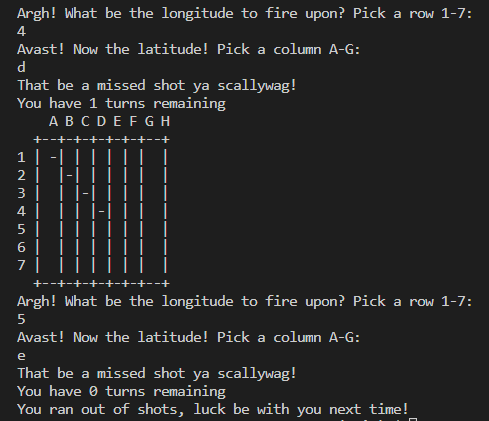 Argh! What be the longitude to fire upon? Pick a row 1-7:
4
Avast! Now the latitude! Pick a column A-G:
d
That be a missed shot ya scallywag!
You have 1 turns remaining
    A B C D E F G H
  +--+-+-+-+-+-+--+
1 | -| | | | | |  |
2 |  |-| | | | |  |
3 |  | |-| | | |  |
4 |  | | |-| | |  |
5 |  | | | | | |  |
6 |  | | | | | |  |
7 |  | | | | | |  |
  +--+-+-+-+-+-+--+
Argh! What be the longitude to fire upon? Pick a row 1-7:
5
Avast! Now the latitude! Pick a column A-G:
e
That be a missed shot ya scallywag!
You have 0 turns remaining
You ran out of shots, luck be with you next time!